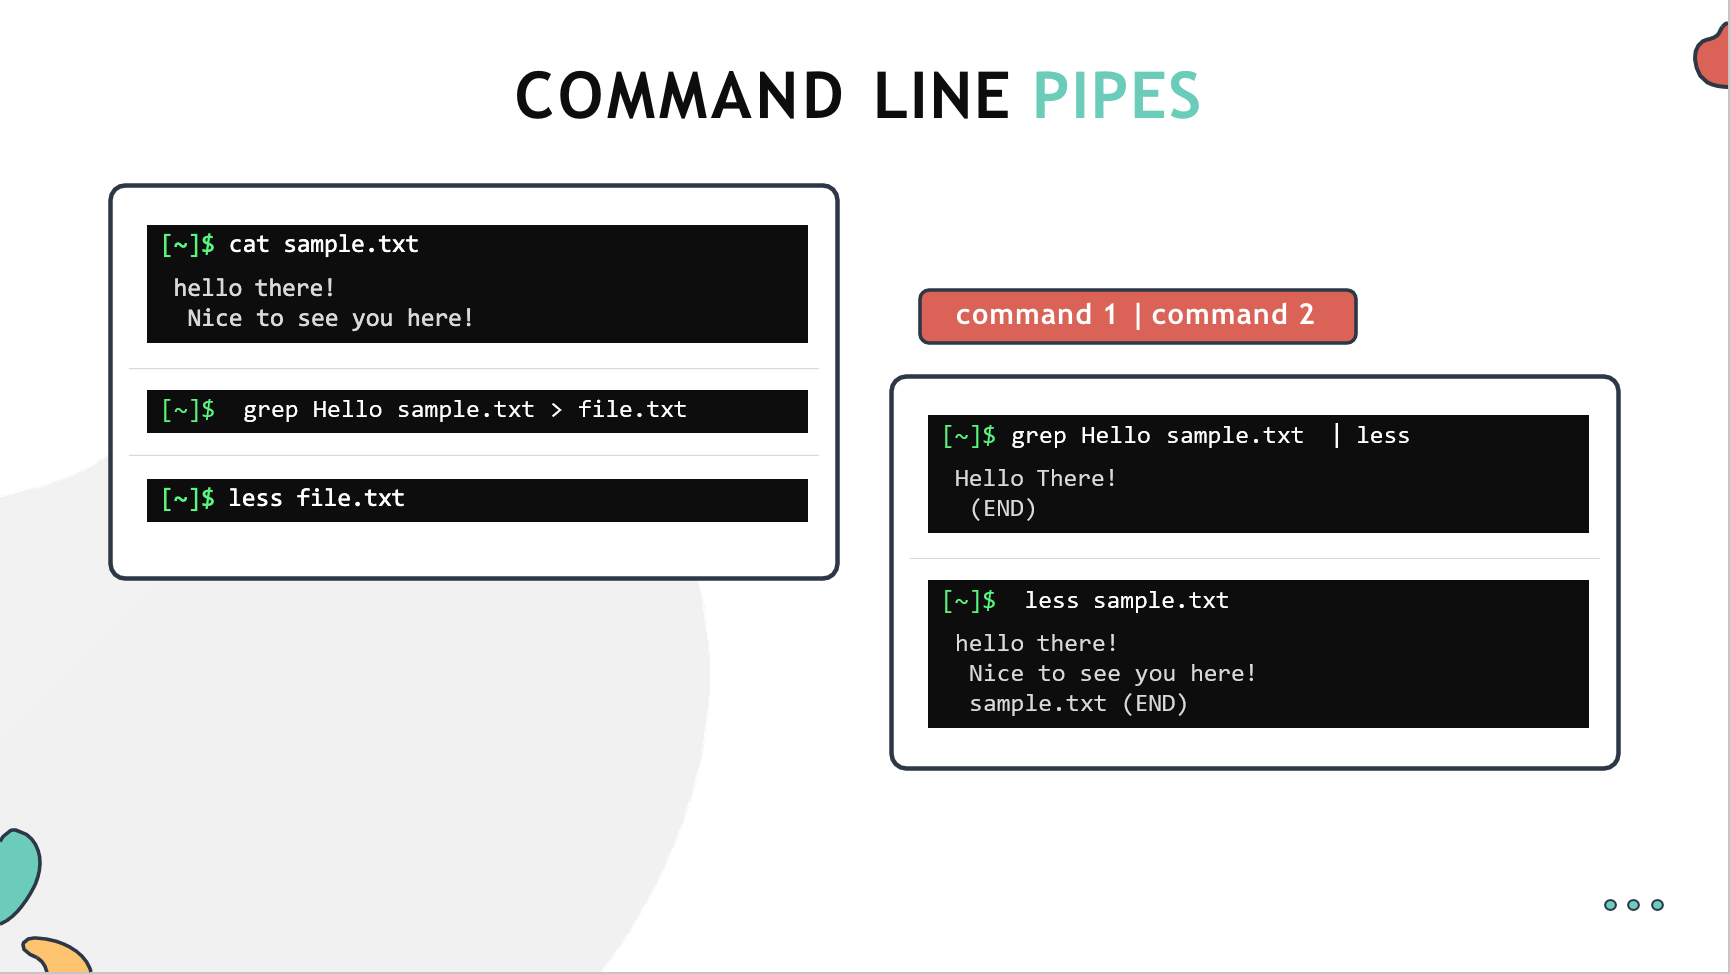 COMMAND LINE PIPES
[~]$ cat sample.txt
hello there!
Nice to see you here!
[~]$ grep Hello sample.txt > file.txt
[~]$ less file.txt
command 1 | command 2
[~]$ grep Hello sample.txt | less
Hello There!
(END)
[~]$ less sample.txt
hello there!
Nice to see you here!
sample.txt (END)